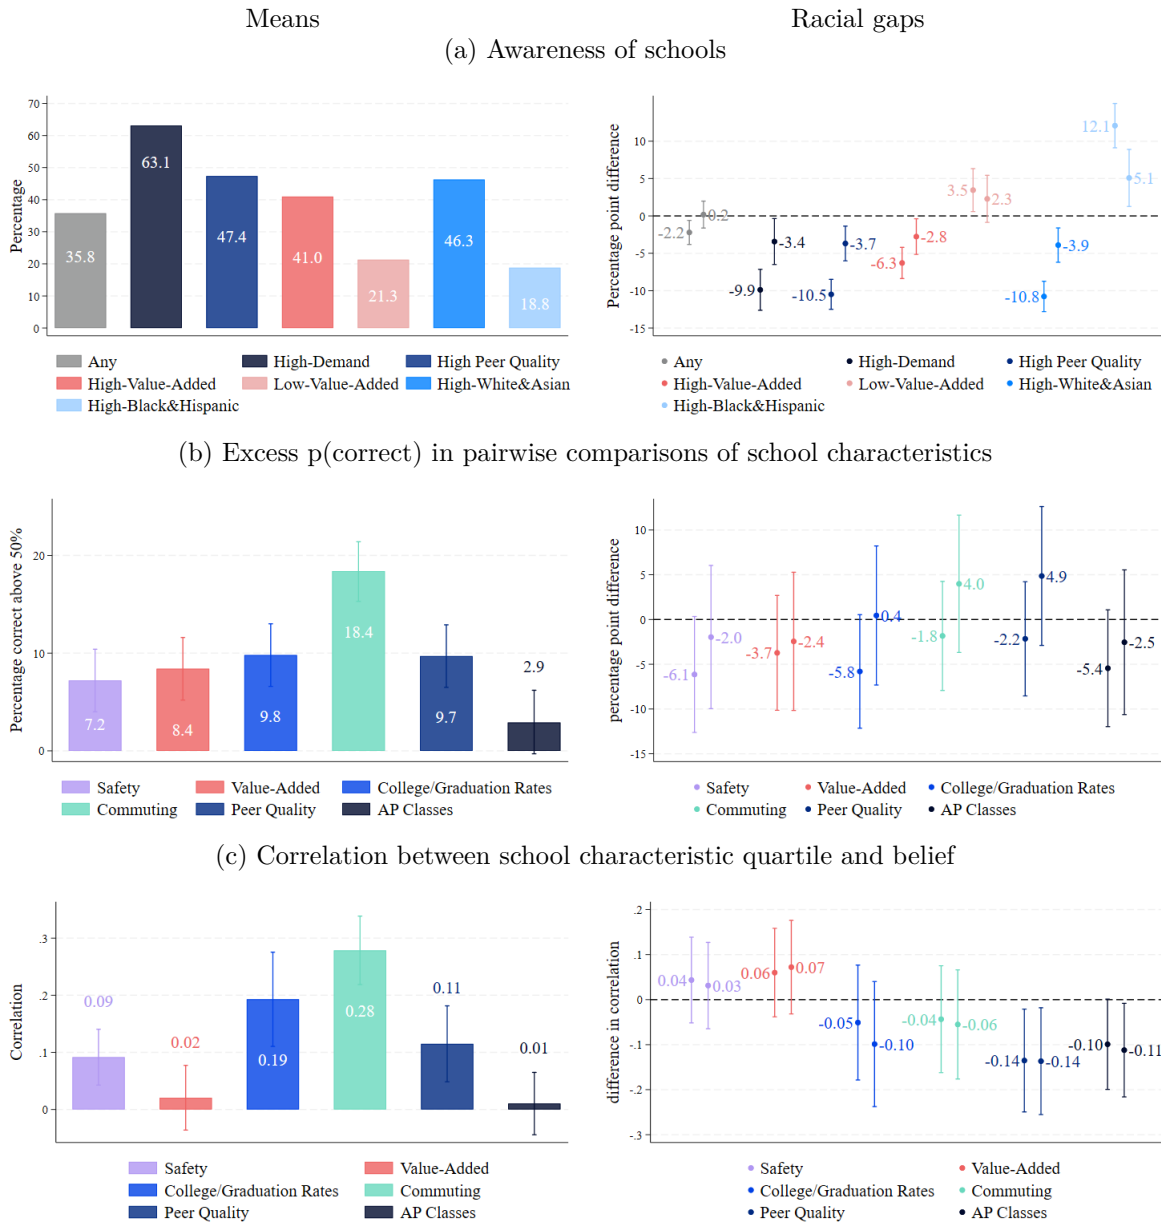 Means
Racial gaps
(a) Awareness of schools
Percentage
70
60
50
40
30
20
10
0
35.8
63.1
47.4
41.0
21.3
46.3
18.8
Any
High-Demand
High Peer Quality
High-Value-Added
Low-Value-Added
High-White&Asian
High-Black&Hispanic
Percentage point difference
10
5
0
-5
-10
-15
-2.2
0.2
-9.9
-3.4
-10.5
-3.7
-6.3
-2.8
3.5
2.3
-10.8
-3.9
12.1
5.1
Any
High-Demand
High Peer Quality
High-Value-Added
Low-Value-Added
High-White&Asian
High-Black&Hispanic
(b) Excess p(correct) in pairwise comparisons of school characteristics
Percentage correct above 50%
20
10
0
7.2
8.4
9.8
18.4
9.7
2.9
Safety
Value-Added
College/Graduation Rates
Commuting
Peer Quality
AP Classes
percentage point difference
10
5
0
-5
-10
-15
-6.1
-2.0
-3.7
-2.4
-5.8
0.4
-1.8
4.0
-2.2
4.9
-5.4
-2.5
Safety
Value-Added
College/Graduation Rates
Commuting
Peer Quality
AP Classes
(c) Correlation between school characteristic quartile and belief
Correlation
.3
.2
.1
0
0.09
0.02
0.19
0.28
0.11
0.01
Safety
Value-Added
College/Graduation Rates
Commuting
Peer Quality
AP Classes
difference in correlation
.2
.1
0
-.1
-.2
-.3
0.04
0.03
0.06
0.07
-0.05
-0.10
-0.04
-0.06
-0.14
-0.14
-0.10
-0.11
Safety
Value-Added
College/Graduation Rates
Commuting
Peer Quality
AP Classes